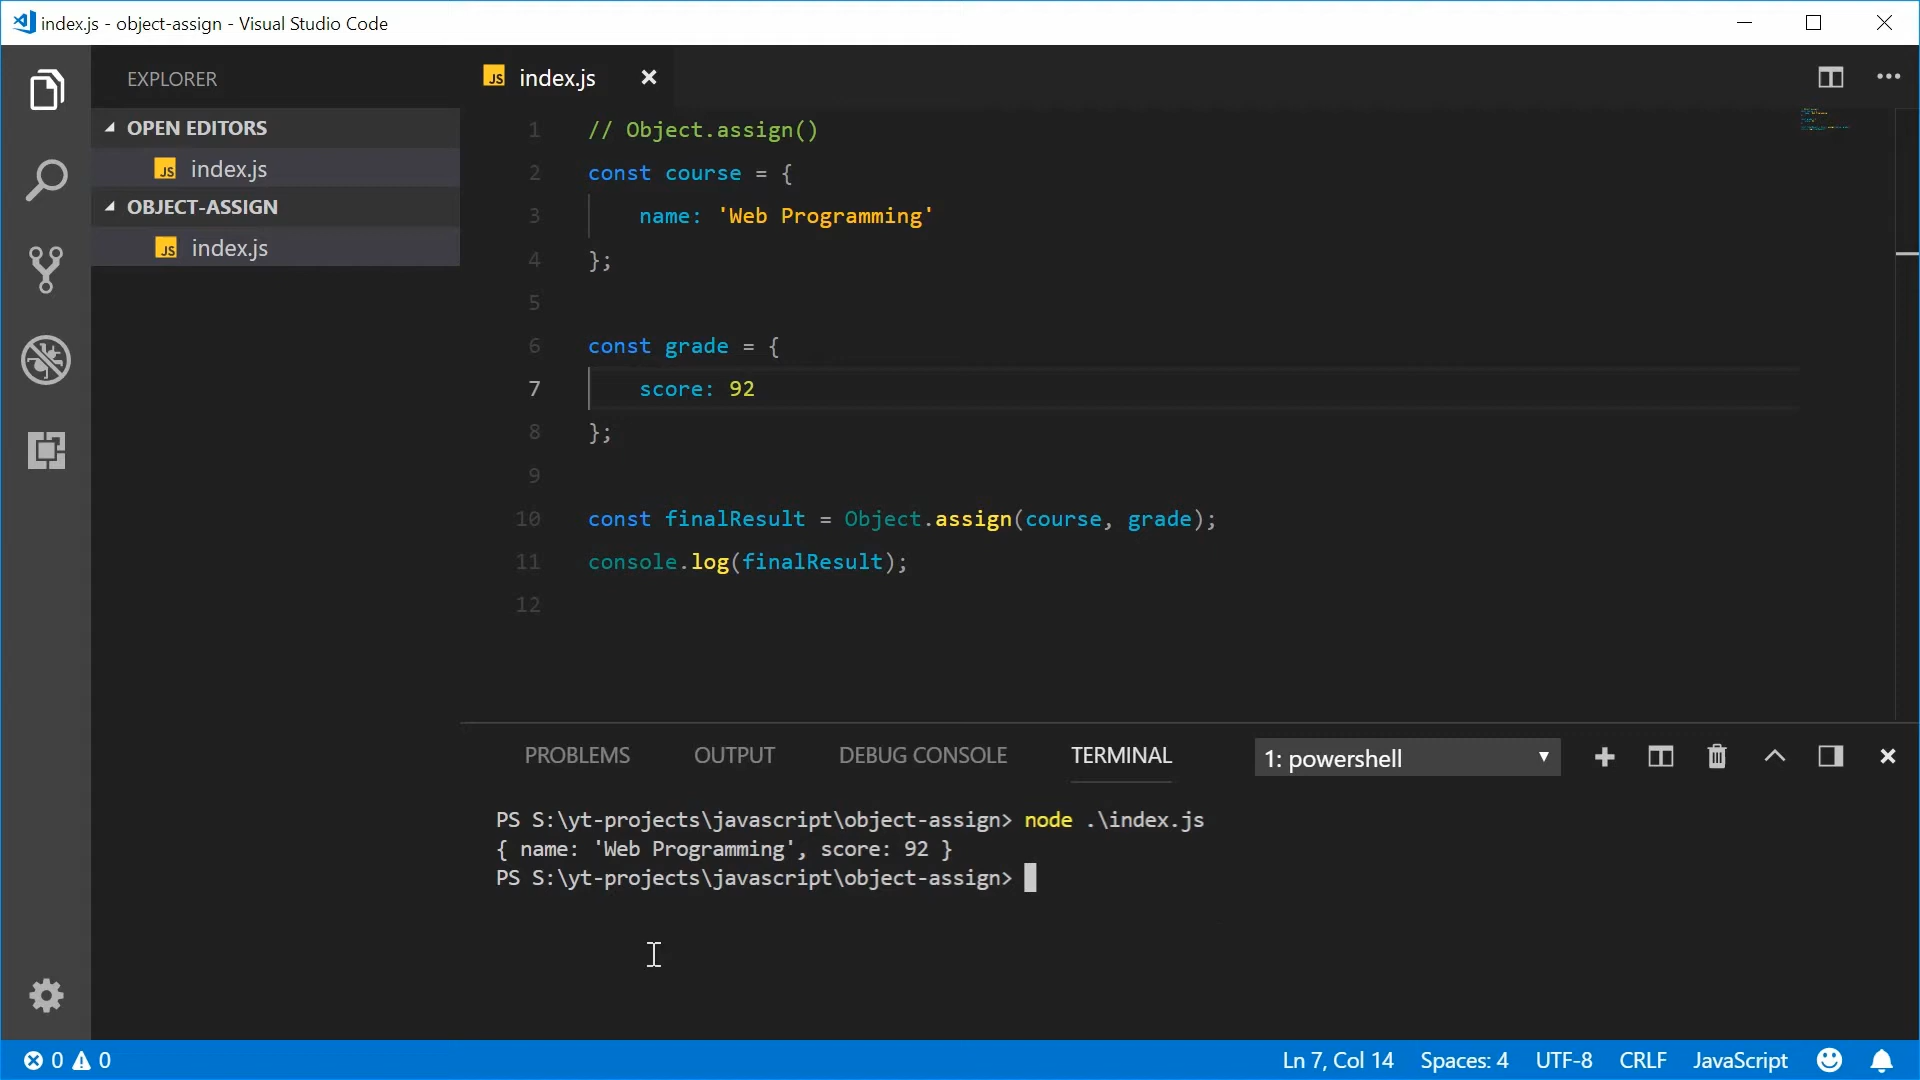 index.js - object-assign - Visual Studio Code
EXPLORER
OPEN EDITORS
JS index.js
OBJECT-ASSIGN
JS index.js
JS index.js
1 // Object.assign()
2 const course = {
3 name: 'Web Programming'
4 };
5
6 const grade = {
7 score: 92
8 };
9
10 const finalResult = Object.assign(course, grade);
11 console.log(finalResult);
12
PROBLEMS OUTPUT DEBUG CONSOLE TERMINAL 1: powershell
PS S:\yt-projects\javascript\object-assign> node .\index.js
{ name: 'Web Programming', score: 92 }
PS S:\yt-projects\javascript\object-assign>
0 0 Ln 7, Col 14 Spaces: 4 UTF-8 CRLF JavaScript